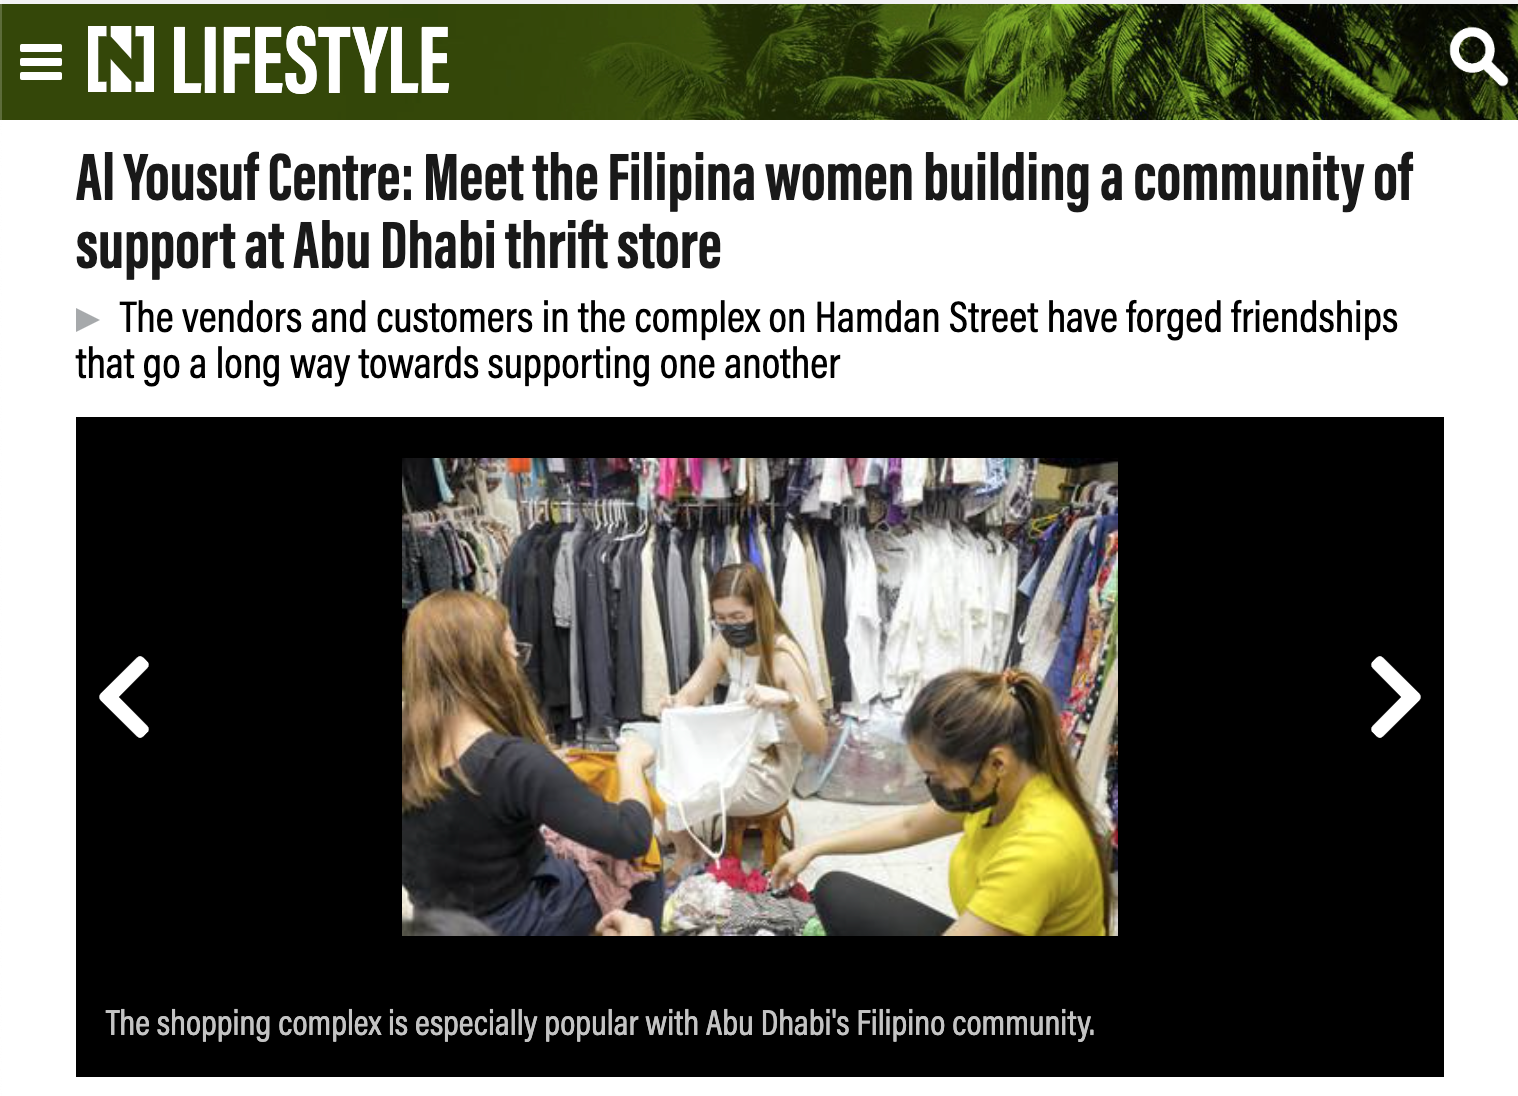 N LIFESTYLE
Al Yousuf Centre: Meet the Filipina women building a community of
support at Abu Dhabi thrift store
▶ The vendors and customers in the complex on Hamdan Street have forged friendships
that go a long way towards supporting one another
The shopping complex is especially popular with Abu Dhabi's Filipino community.